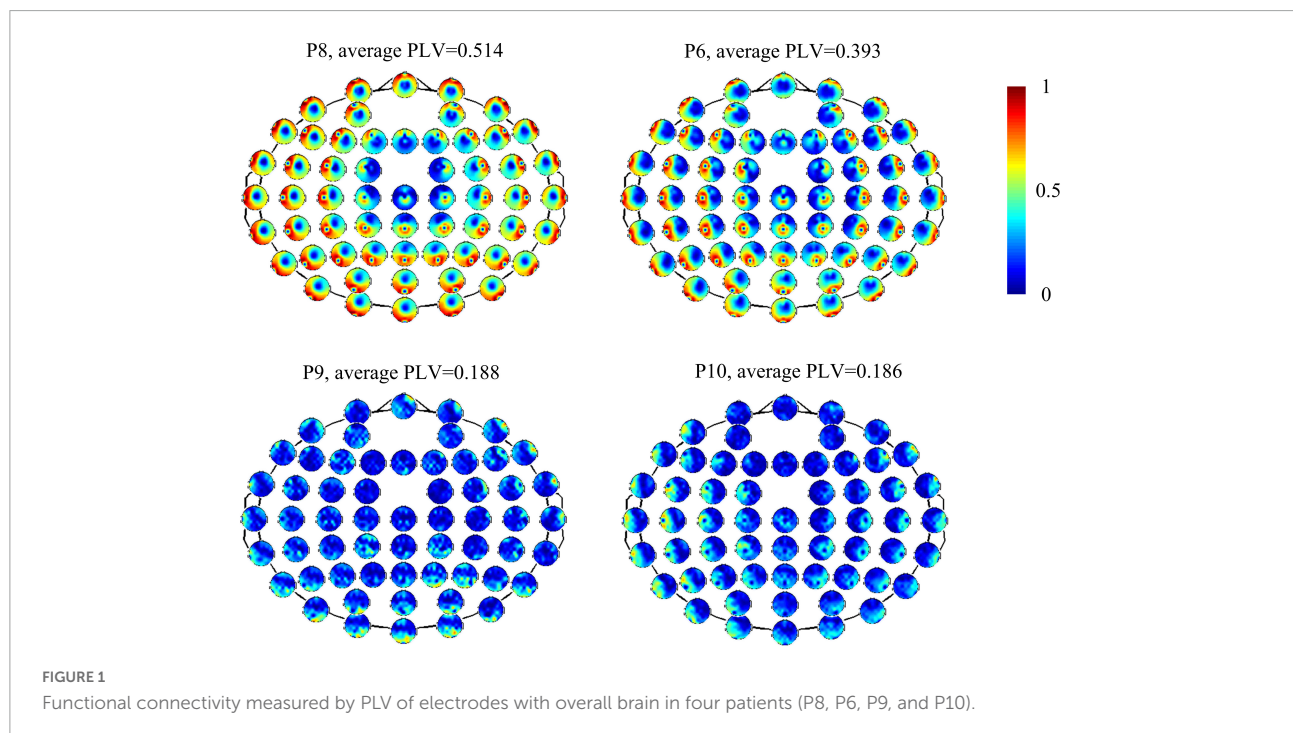 P8, average PLV=0.514
P6, average PLV=0.393
1
0.5
0
P9, average PLV=0.188
P10, average PLV=0.186
FIGURE 1
Functional connectivity measured by PLV of electrodes with overall brain in four patients (P8, P6, P9, and P10).